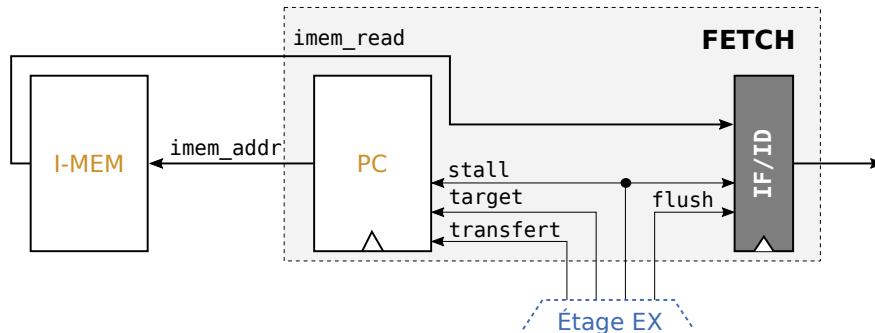 imem_read
FETCH
I-MEM
imem_addr
PC
stall
target
transfert
flush
IF/ID
Étage EX